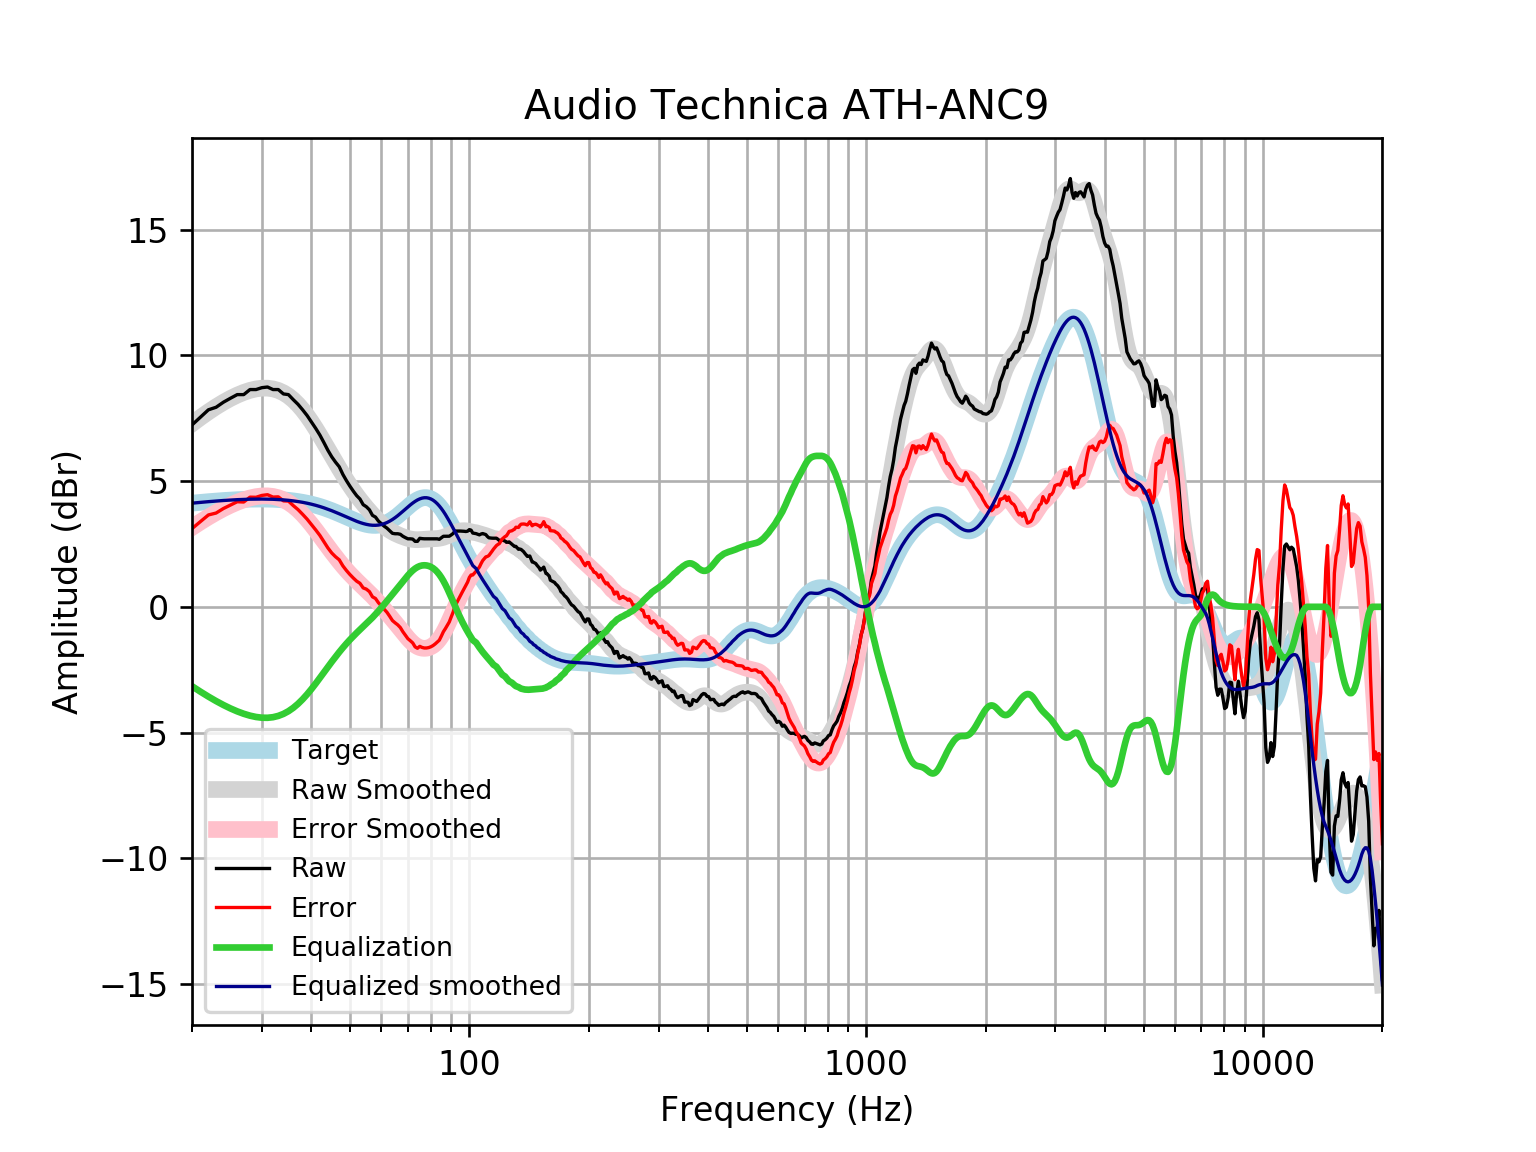 Audio Technica ATH-ANC9
Amplitude (dBr)
15
10
5
0
−5
−10
−15
Target
Raw Smoothed
Error Smoothed
Raw
Error
Equalization
Equalized smoothed
100
1000
10000
Frequency (Hz)